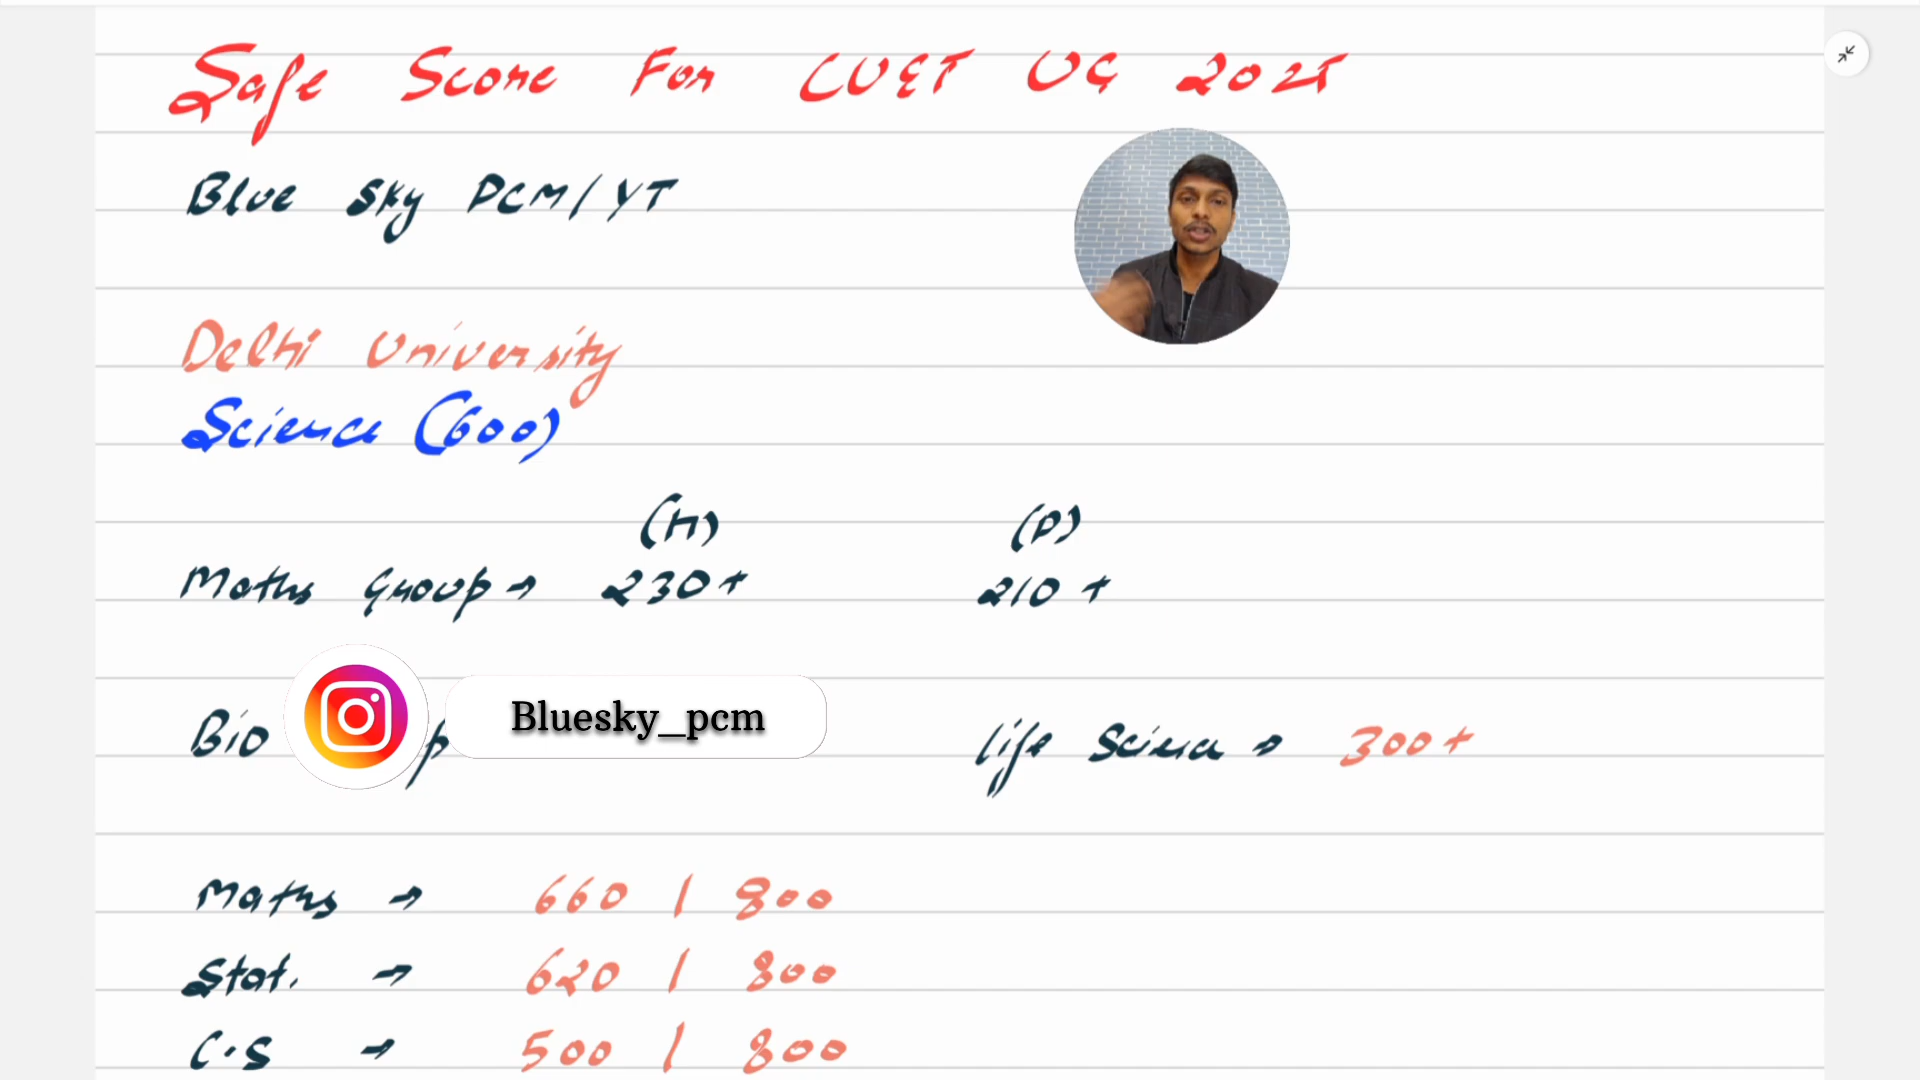 Safe Score For CUET UG 2025
Blue Sky PCM/YT
Delhi University
Science (600)
(H) (P)
Maths Group → 230+ 210+
Bio
Bluesky_pcm
life Science → 300+
Maths → 660 / 800
Stat. → 620 / 800
C.S → 500 / 800